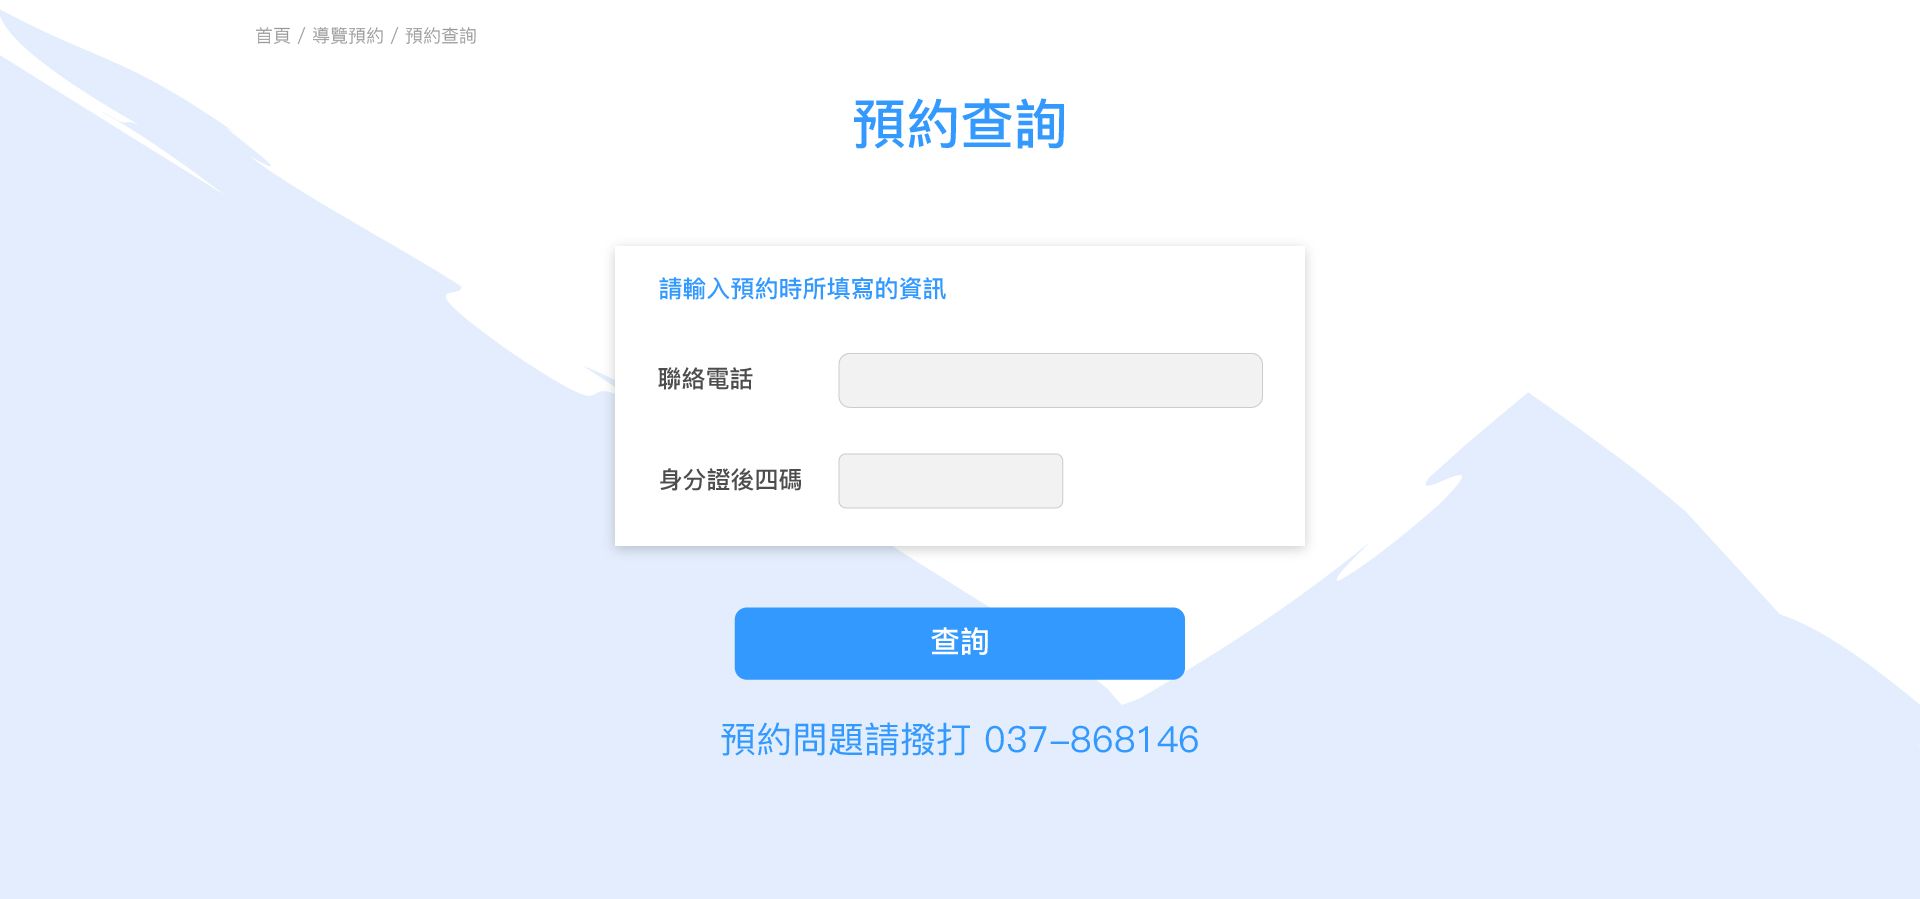 首頁 / 導覽預約 / 預約查詢
預約查詢
請輸入預約時所填寫的資訊
聯絡電話
身分證後四碼
查詢
預約問題請撥打 037-868146